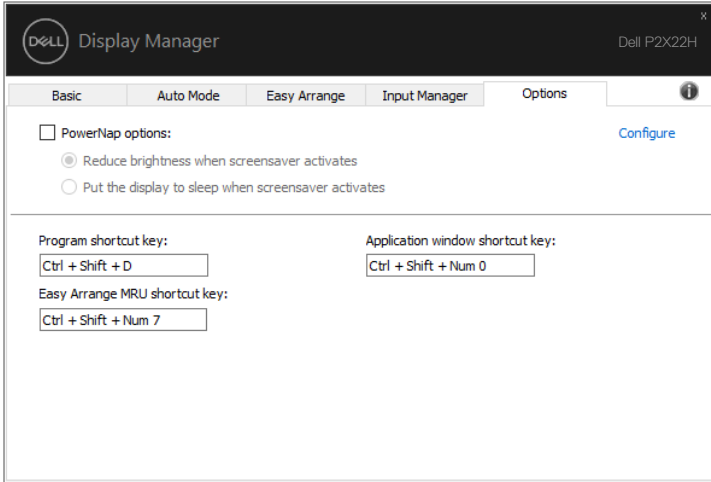 x
DELL Display Manager Dell P2X22H
Basic Auto Mode Easy Arrange Input Manager Options i
PowerNap options: Configure
Reduce brightness when screensaver activates
Put the display to sleep when screensaver activates
Program shortcut key: Application window shortcut key:
Ctrl + Shift + D Ctrl + Shift + Num 0
Easy Arrange MRU shortcut key:
Ctrl + Shift + Num 7